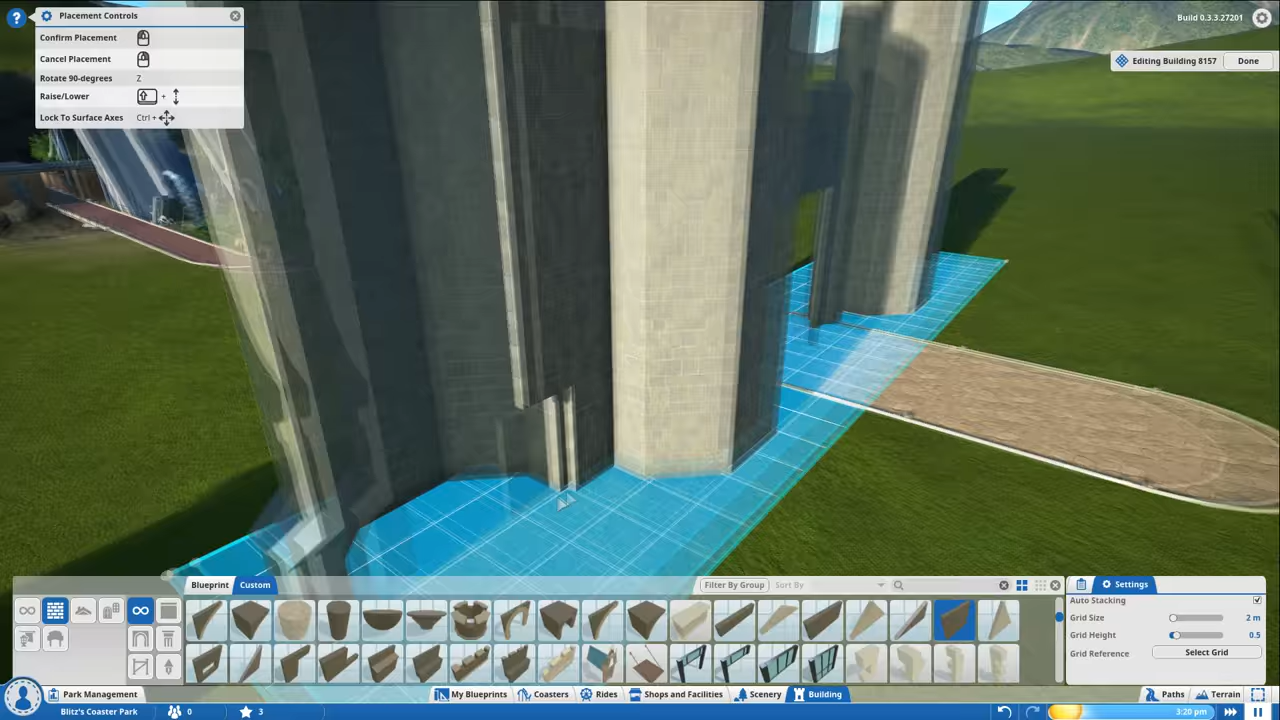 ?
Placement Controls
Confirm Placement
Cancel Placement
Rotate 90-degrees Z
Raise/Lower +
Lock To Surface Axes Ctrl +
Build 0.3.3.27201
Editing Building 8157 Done
Blueprint Custom Filter By Group Sort By
Settings
Auto Stacking
Grid Size 2 m
Grid Height 0.5
Grid Reference Select Grid
Park Management My Blueprints Coasters Rides Shops and Facilities Scenery Building Paths Terrain
Blitz's Coaster Park 0 3 3:20 pm